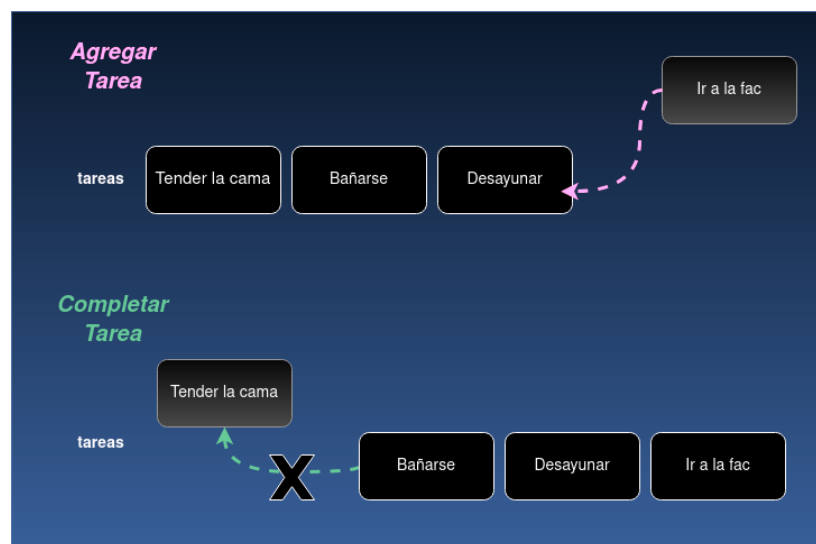 Agregar
Tarea
Ir a la fac
tareas
Tender la cama
Bañarse
Desayunar
Completar
Tarea
Tender la cama
tareas
X
Bañarse
Desayunar
Ir a la fac